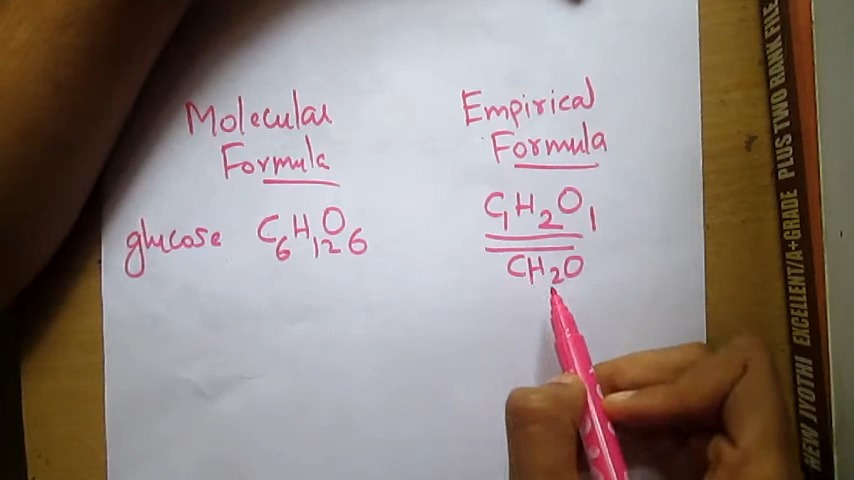 Molecular
Formula
Empirical
Formula
glucose C6H12O6
C1H2O1
CH2O
NEW JYOTHI EXCELLENT/A+GRADE PLUS TWO RANK FILE